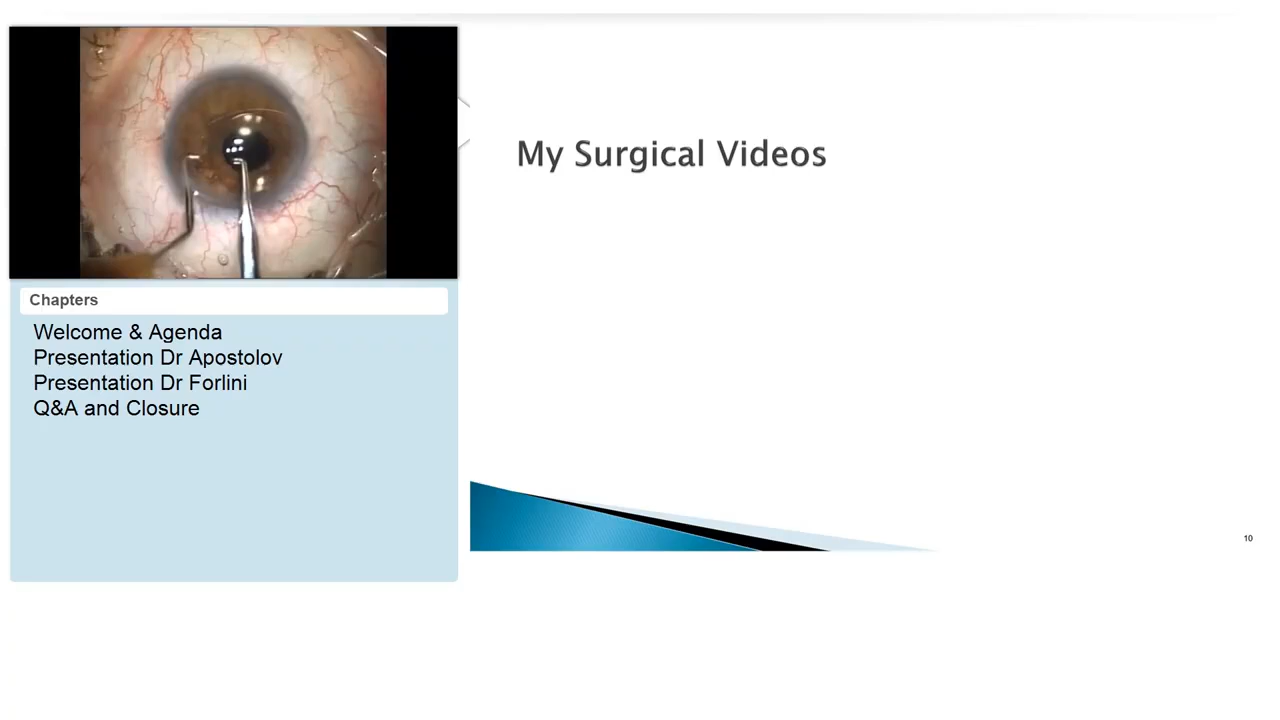 My Surgical Videos
Chapters
Welcome & Agenda
Presentation Dr Apostolov
Presentation Dr Forlini
Q&A and Closure
10